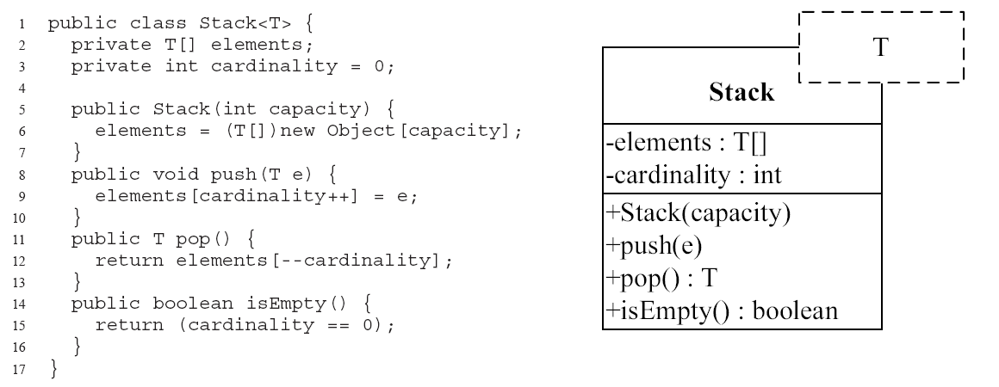 1 public class Stack<T> {
2 private T[] elements;
3 private int cardinality = 0;
4
5 public Stack(int capacity) {
6 elements = (T[])new Object[capacity];
7 }
8 public void push(T e) {
9 elements[cardinality++] = e;
10 }
11 public T pop() {
12 return elements[--cardinality];
13 }
14 public boolean isEmpty() {
15 return (cardinality == 0);
16 }
17 }
T
Stack
-elements : T[]
-cardinality : int
+Stack(capacity)
+push(e)
+pop() : T
+isEmpty() : boolean